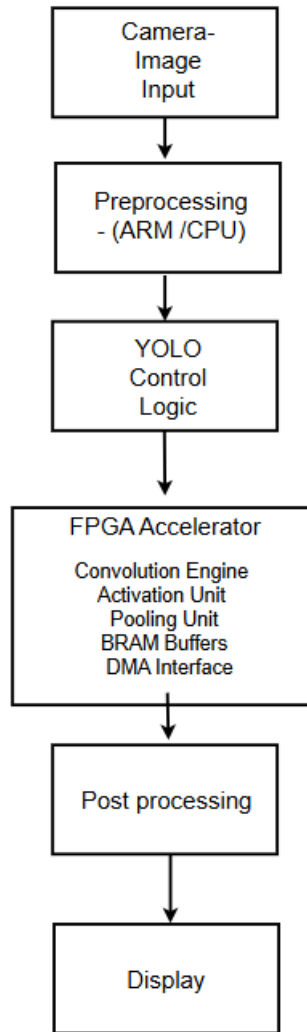 Camera-
Image
Input
Preprocessing
- (ARM /CPU)
YOLO
Control
Logic
FPGA Accelerator
Convolution Engine
Activation Unit
Pooling Unit
BRAM Buffers
DMA Interface
Post processing
Display